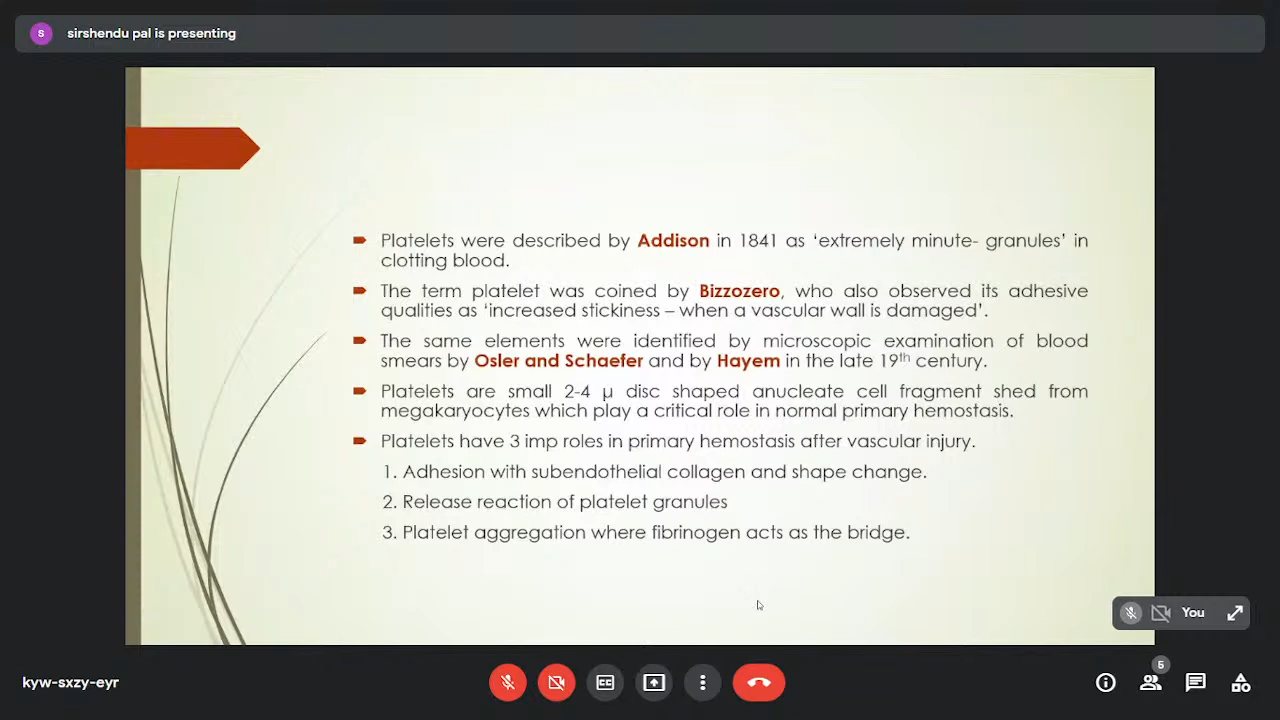 S
sirshendu pal is presenting
Platelets were described by Addison in 1841 as ‘extremely minute- granules’ in
clotting blood.
The term platelet was coined by Bizzozero, who also observed its adhesive
qualities as ‘increased stickiness – when a vascular wall is damaged’.
The same elements were identified by microscopic examination of blood
smears by Osler and Schaefer and by Hayem in the late 19th century.
Platelets are small 2-4 µ disc shaped anucleate cell fragment shed from
megakaryocytes which play a critical role in normal primary hemostasis.
Platelets have 3 imp roles in primary hemostasis after vascular injury.
1. Adhesion with subendothelial collagen and shape change.
2. Release reaction of platelet granules
3. Platelet aggregation where fibrinogen acts as the bridge.
You
kyw-sxzy-eyr
CC
5